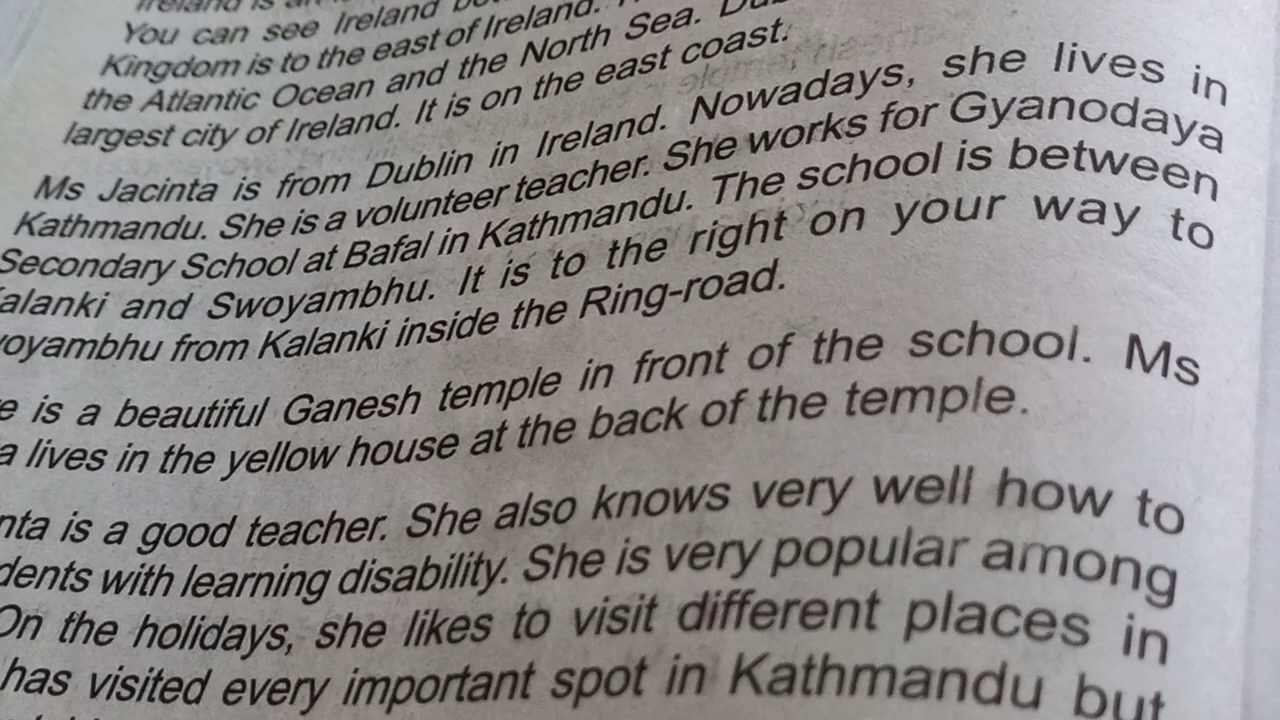 Ireland is
You can see Ireland
Kingdom is to the east of Ireland.
the Atlantic Ocean and the North Sea.
largest city of Ireland. It is on the east coast.
Ms Jacinta is from Dublin in Ireland. Nowadays, she lives in
Kathmandu. She is a volunteer teacher. She works for Gyanodaya
Secondary School at Bafal in Kathmandu. The school is between
alanki and Swoyambhu. It is to the right on your way to
oyambhu from Kalanki inside the Ring-road.
e is a beautiful Ganesh temple in front of the school. Ms
a lives in the yellow house at the back of the temple.
nta is a good teacher. She also knows very well how to
dents with learning disability. She is very popular among
On the holidays, she likes to visit different places in
has visited every important spot in Kathmandu but